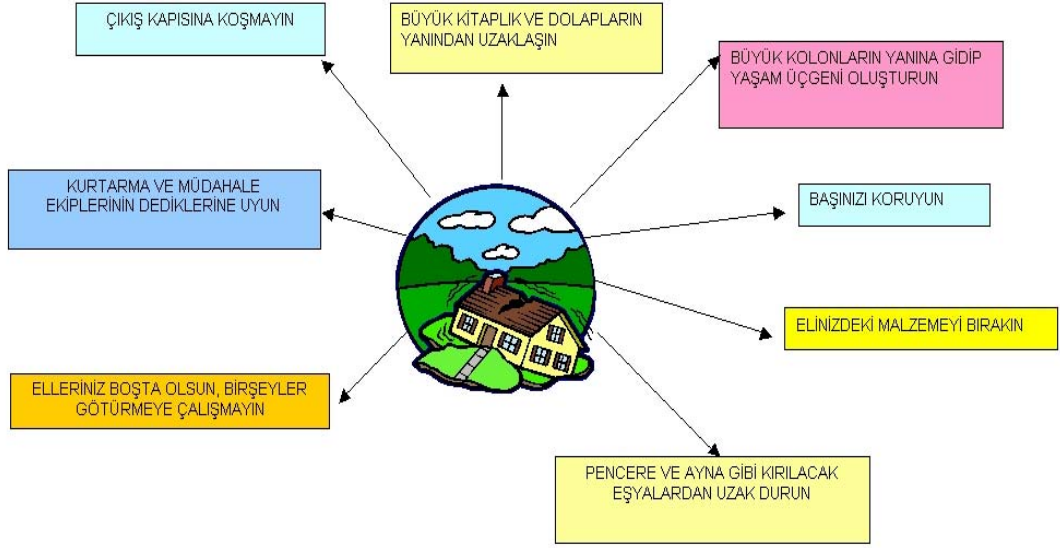 ÇIKIŞ KAPISINA KOŞMAYIN
BÜYÜK KİTAPLIK VE DOLAPLARIN
YANINDAN UZAKLAŞIN
BÜYÜK KOLONLARIN YANINA GİDİP
YAŞAM ÜÇGENİ OLUŞTURUN
KURTARMA VE MÜDAHALE
EKİPLERİNİN DEDİKLERİNE UYUN
BAŞINIZI KORUYUN
ELİNİZDEKİ MALZEMEYİ BIRAKIN
ELLERİNİZ BOŞTA OLSUN, BİRŞEYLER
GÖTÜRMEYE ÇALIŞMAYIN
PENCERE VE AYNA GİBİ KIRILACAK
EŞYALARDAN UZAK DURUN